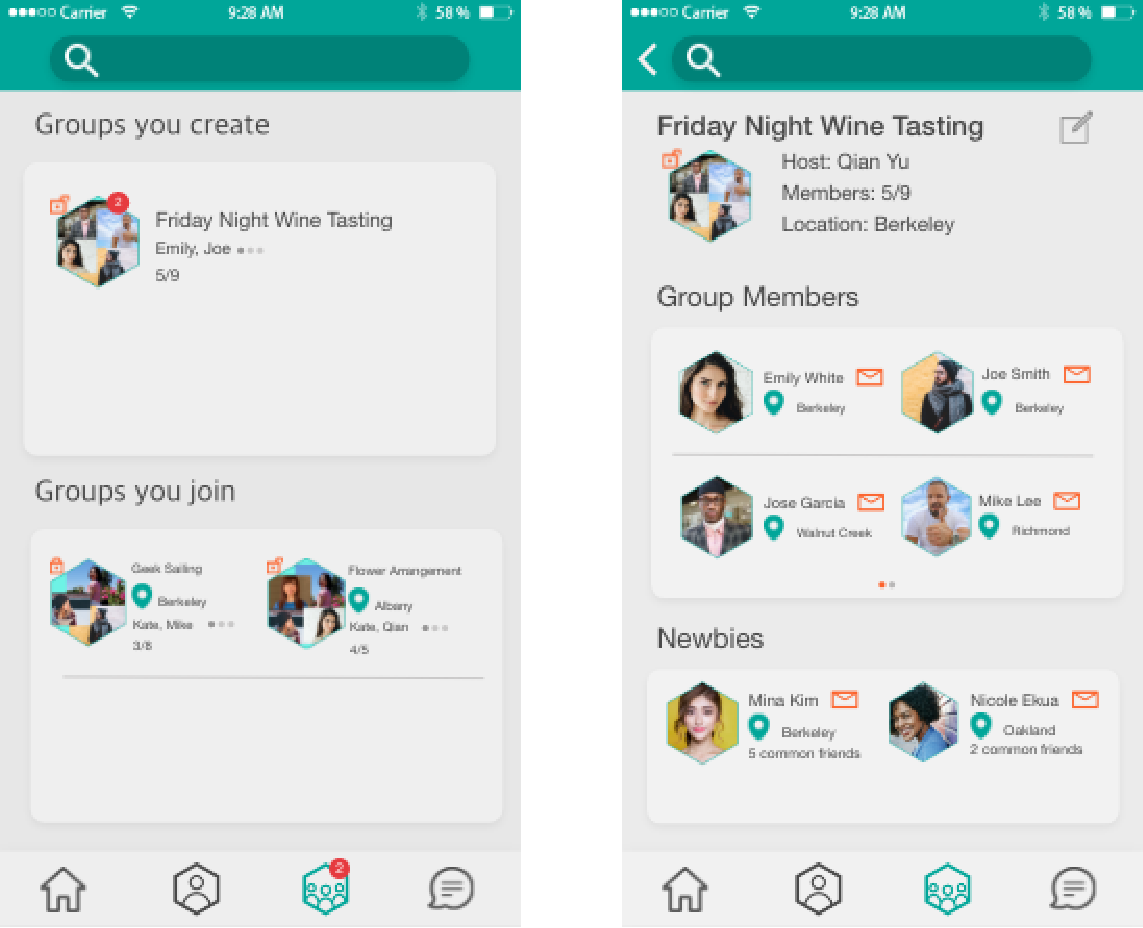 Carrier 9:28 AM 58 %
Groups you create
2
Friday Night Wine Tasting
Emily, Joe
5/9
Groups you join
Geek Sailing
Berkeley
Kate, Mike
3/8
Flower Arrangement
Albany
Kate, Qian
4/5
2
Carrier 9:28 AM 58 %
Friday Night Wine Tasting
Host: Qian Yu
Members: 5/9
Location: Berkeley
Group Members
Emily White
Berkeley
Joe Smith
Berkeley
Jose Garcia
Walnut Creek
Mike Lee
Richmond
Newbies
Mina Kim
Berkeley
5 common friends
Nicole Ekua
Oakland
2 common friends